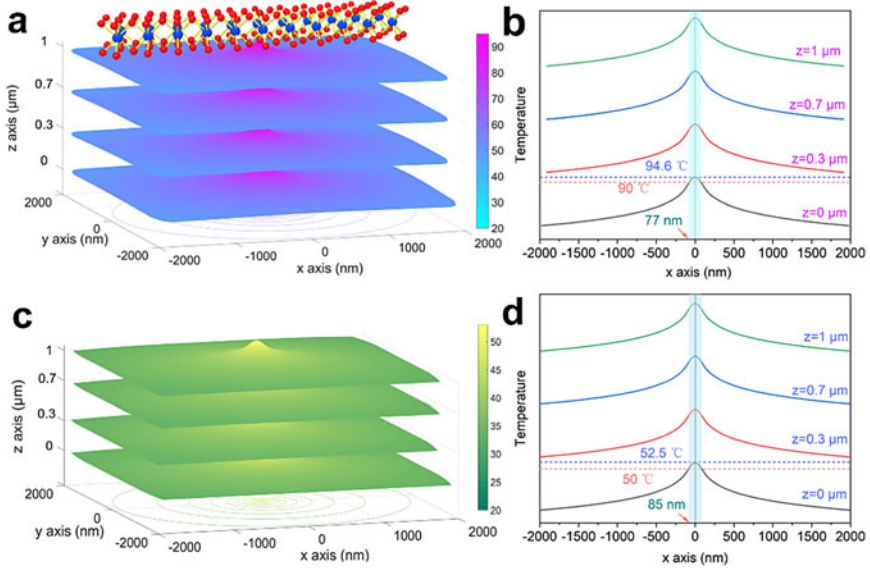 a
z axis (μm)
1
0.7
0.3
0
2000
0
-2000
y axis (nm)
-2000
-1000
0
1000
2000
x axis (nm)
90
80
70
60
50
40
30
20
b
Temperature
z=1 μm
z=0.7 μm
z=0.3 μm
94.6 ℃
90 ℃
z=0 μm
77 nm
-2000 -1500 -1000 -500 0 500 1000 1500 2000
x axis (nm)
c
z axis (μm)
1
0.7
0.3
0
2000
0
-2000
y axis (nm)
-2000
-1000
0
1000
2000
x axis (nm)
50
45
40
35
30
25
20
d
Temperature
z=1 μm
z=0.7 μm
z=0.3 μm
52.5 ℃
50 ℃
z=0 μm
85 nm
-2000 -1500 -1000 -500 0 500 1000 1500 2000
x axis (nm)